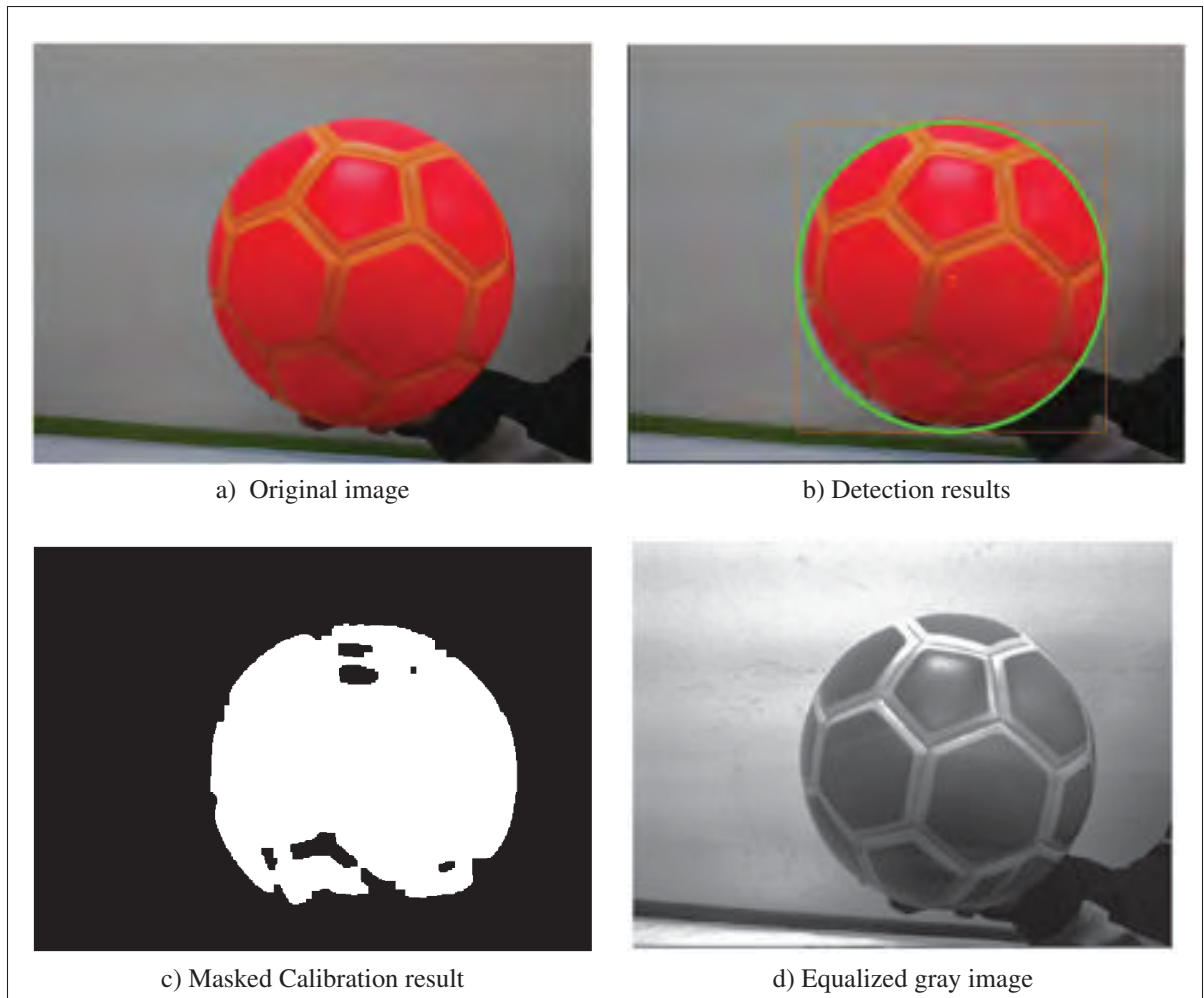 a) Original image
b) Detection results
c) Masked Calibration result
d) Equalized gray image